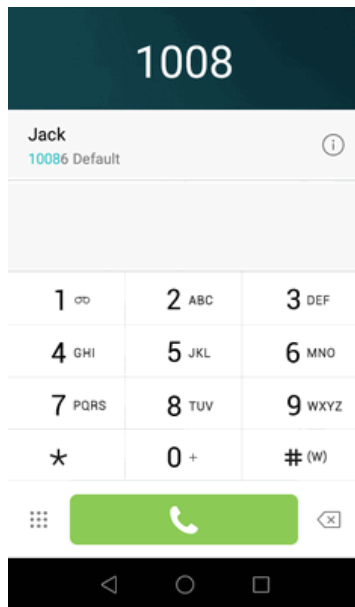 1008
Jack
10086 Default
1
2 ABC
3 DEF
4 GHI
5 JKL
6 MNO
7 PQRS
8 TUV
9 WXYZ
*
0 +
# (W)